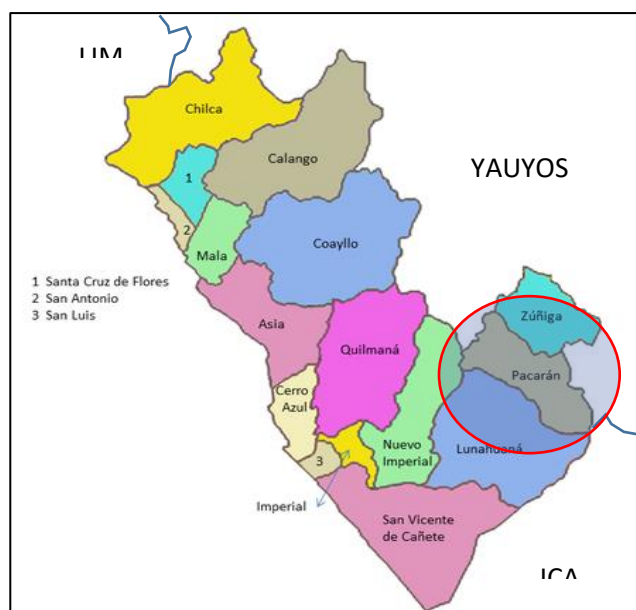 Chilca
Calango
YAUYOS
1
2
Mala
Coayllo
1 Santa Cruz de Flores
2 San Antonio
3 San Luis
Zúñiga
Asia
Quilmaná
Pacarán
Cerro
Azul
Nuevo
Imperial
Lunahuaná
3
Imperial
San Vicente
de Cañete